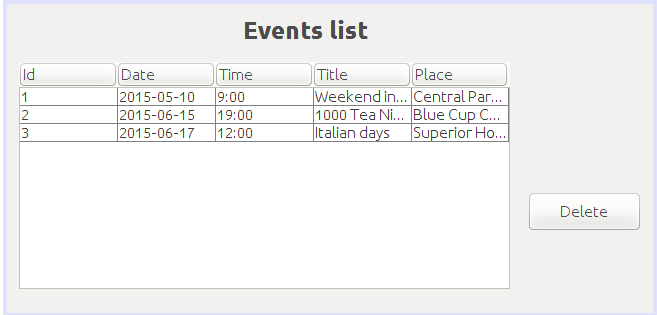 Events list
Id Date Time Title Place
1 2015-05-10 9:00 Weekend in... Central Par...
2 2015-06-15 19:00 1000 Tea Ni... Blue Cup C...
3 2015-06-17 12:00 Italian days Superior Ho...
Delete